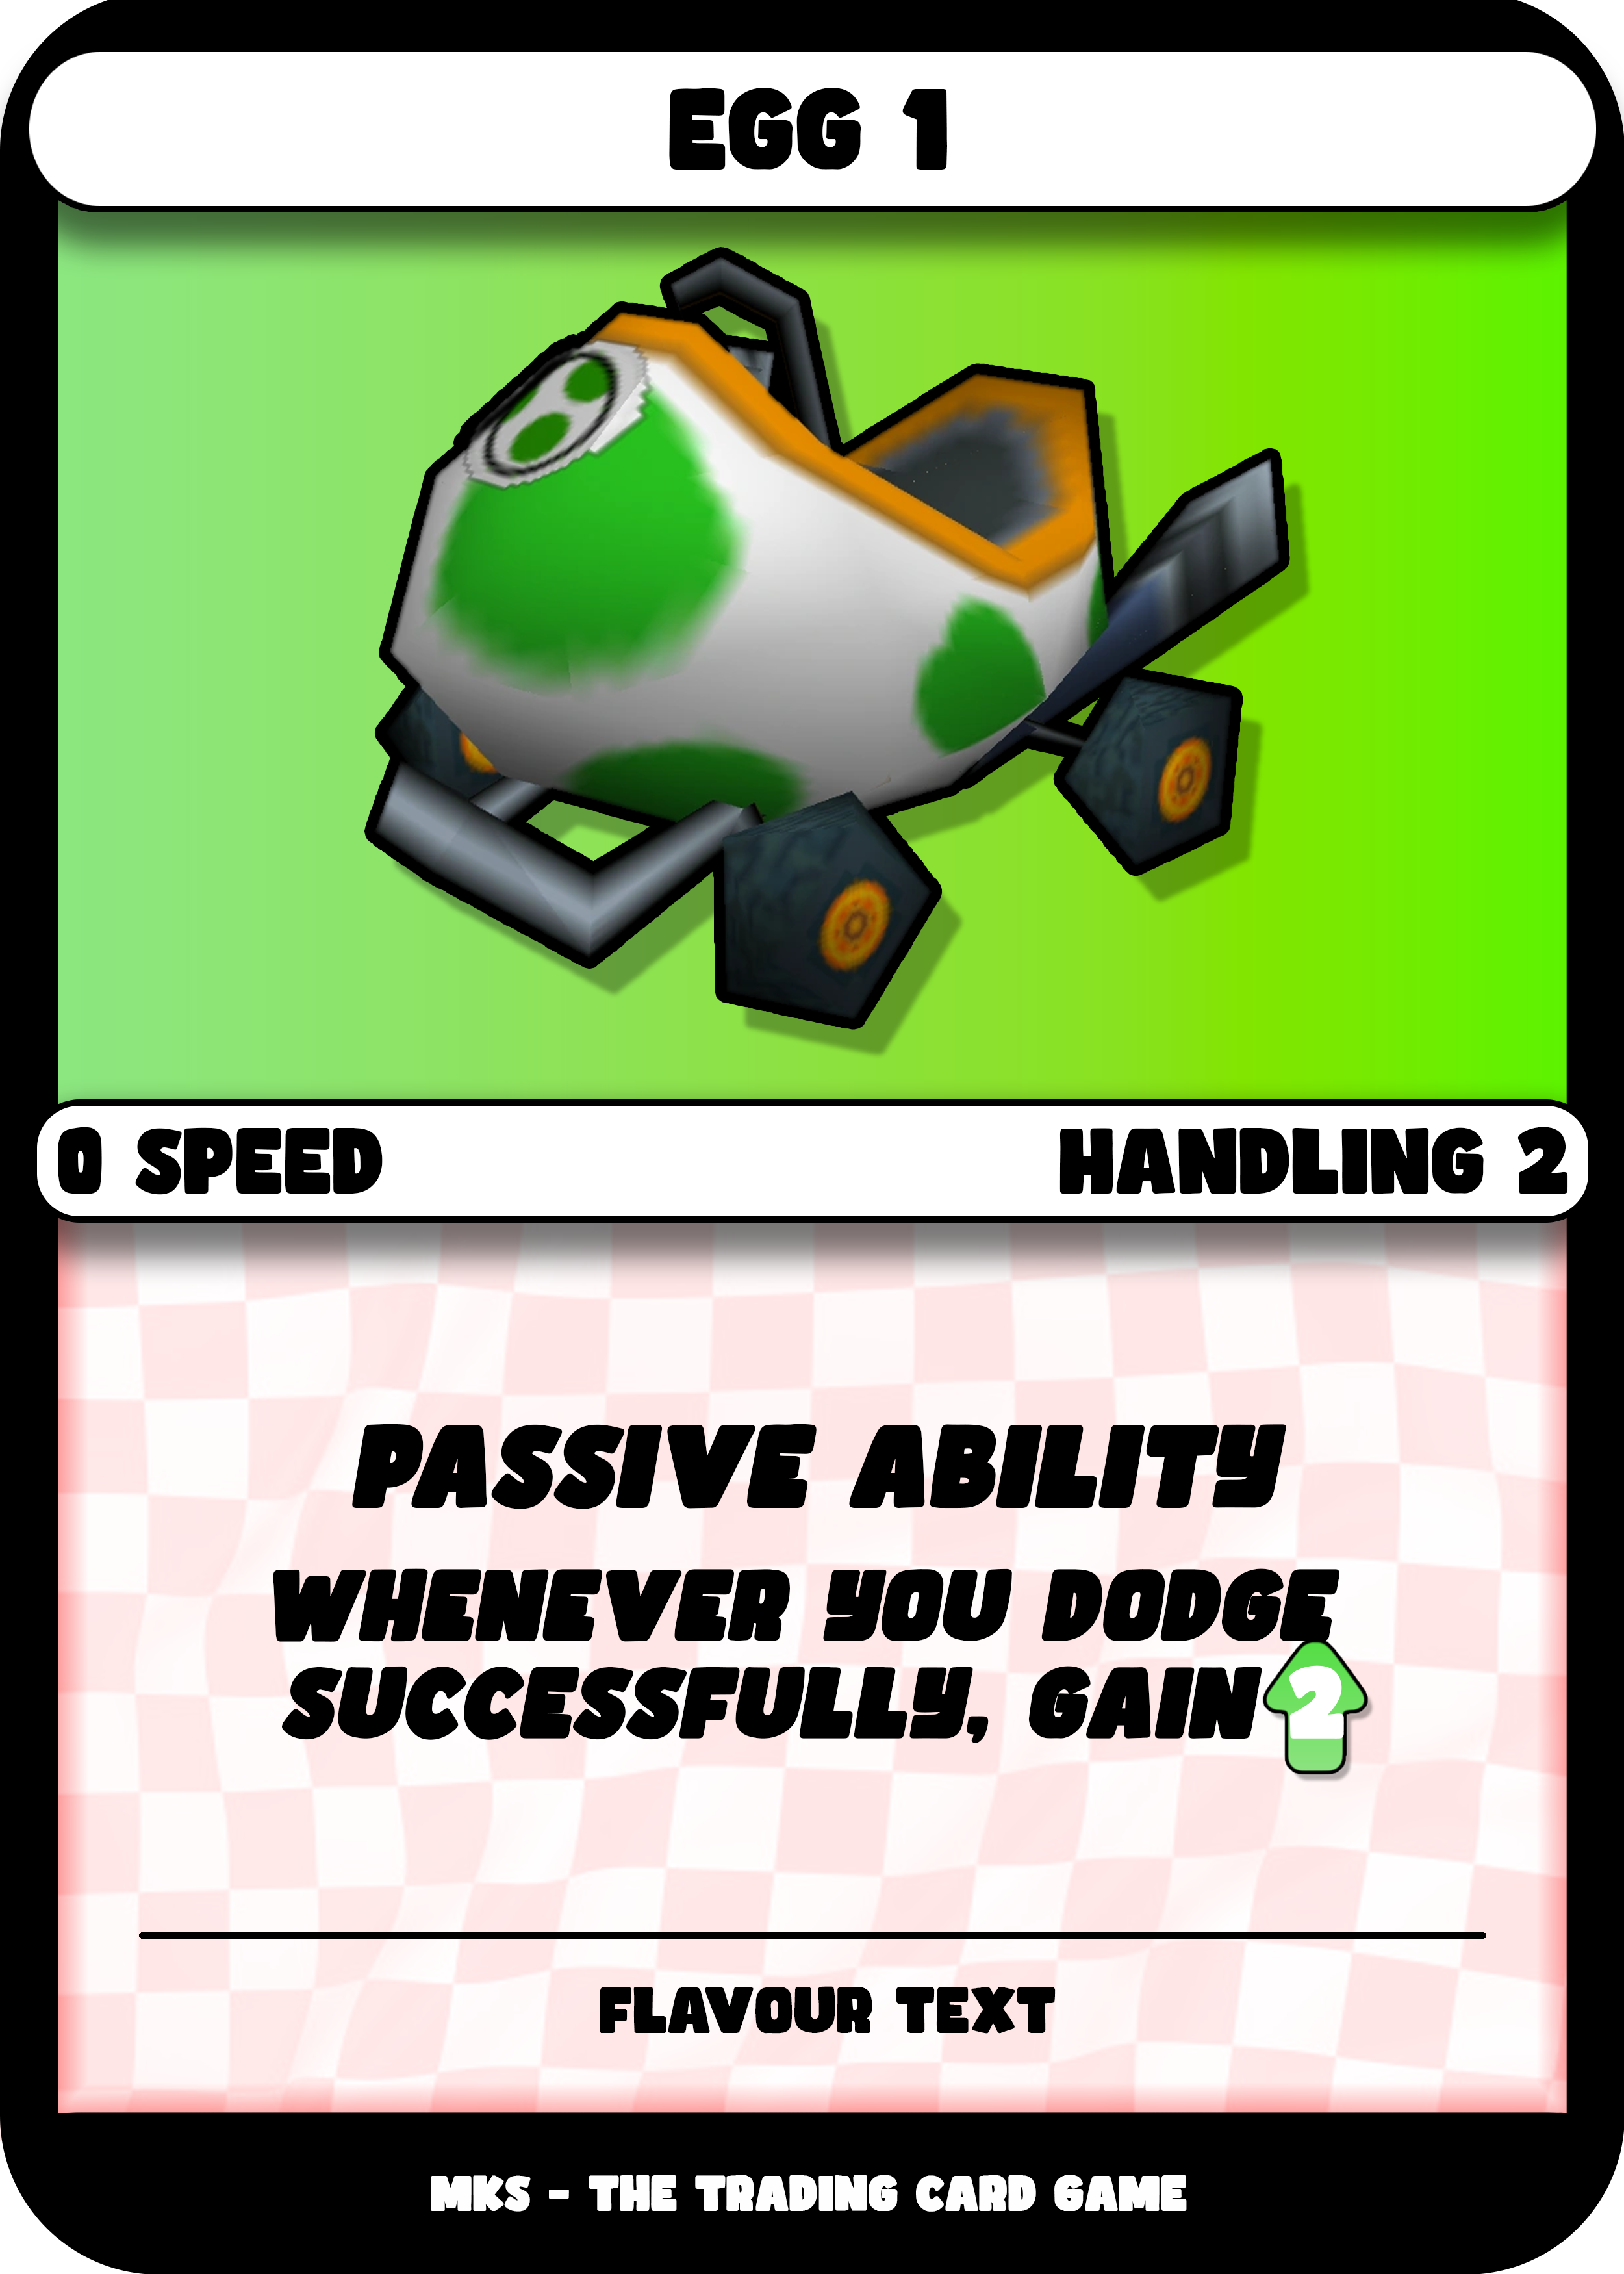 EGG 1
0 SPEED
HANDLING 2
PASSIVE ABILITY
WHENEVER YOU DODGE
SUCCESSFULLY, GAIN 2
FLAVOUR TEXT
MKS - THE TRADING CARD GAME